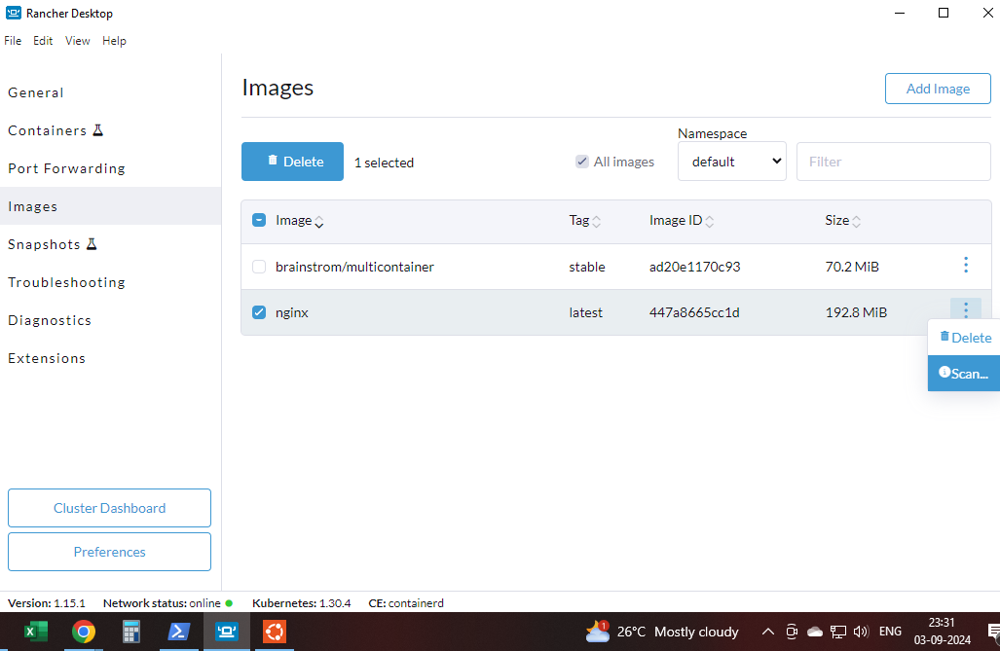 Rancher Desktop
File Edit View Help
General
Containers
Port Forwarding
Images
Snapshots
Troubleshooting
Diagnostics
Extensions
Cluster Dashboard
Preferences
Images
Add Image
Delete 1 selected
All images
Namespace
default
Filter
Image Tag Image ID Size
brainstrom/multicontainer stable ad20e1170c93 70.2 MiB
nginx latest 447a8665cc1d 192.8 MiB
Delete
Scan...
Version: 1.15.1 Network status: online Kubernetes: 1.30.4 CE: containerd
1 26°C Mostly cloudy ENG
23:31
03-09-2024